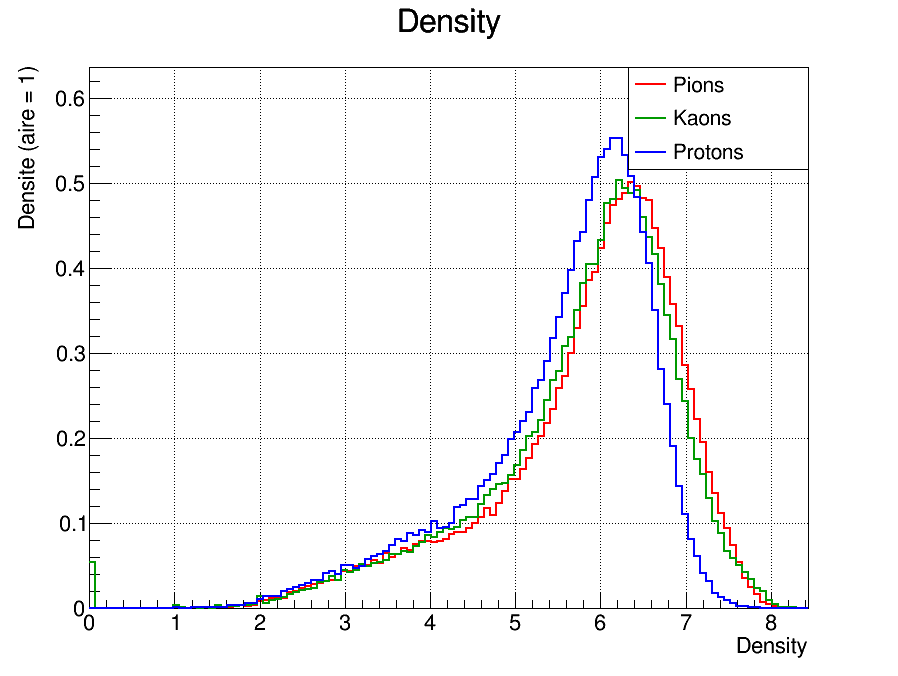 Density
Densite (aire = 1)
Pions
Kaons
Protons
0.6
0.5
0.4
0.3
0.2
0.1
0
0 1 2 3 4 5 6 7 8
Density